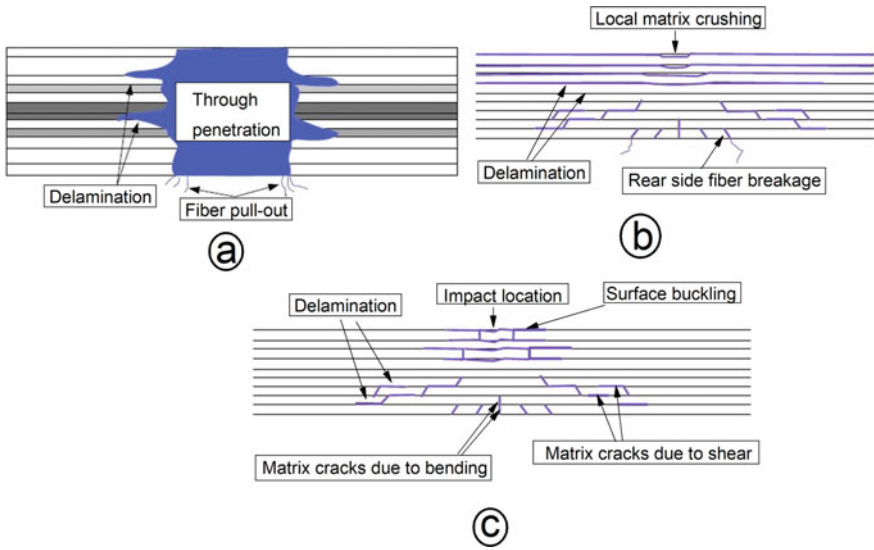 Through
penetration
Delamination
Fiber pull-out
a
Local matrix crushing
Delamination
Rear side fiber breakage
b
Delamination
Impact location
Surface buckling
Matrix cracks due to bending
Matrix cracks due to shear
c